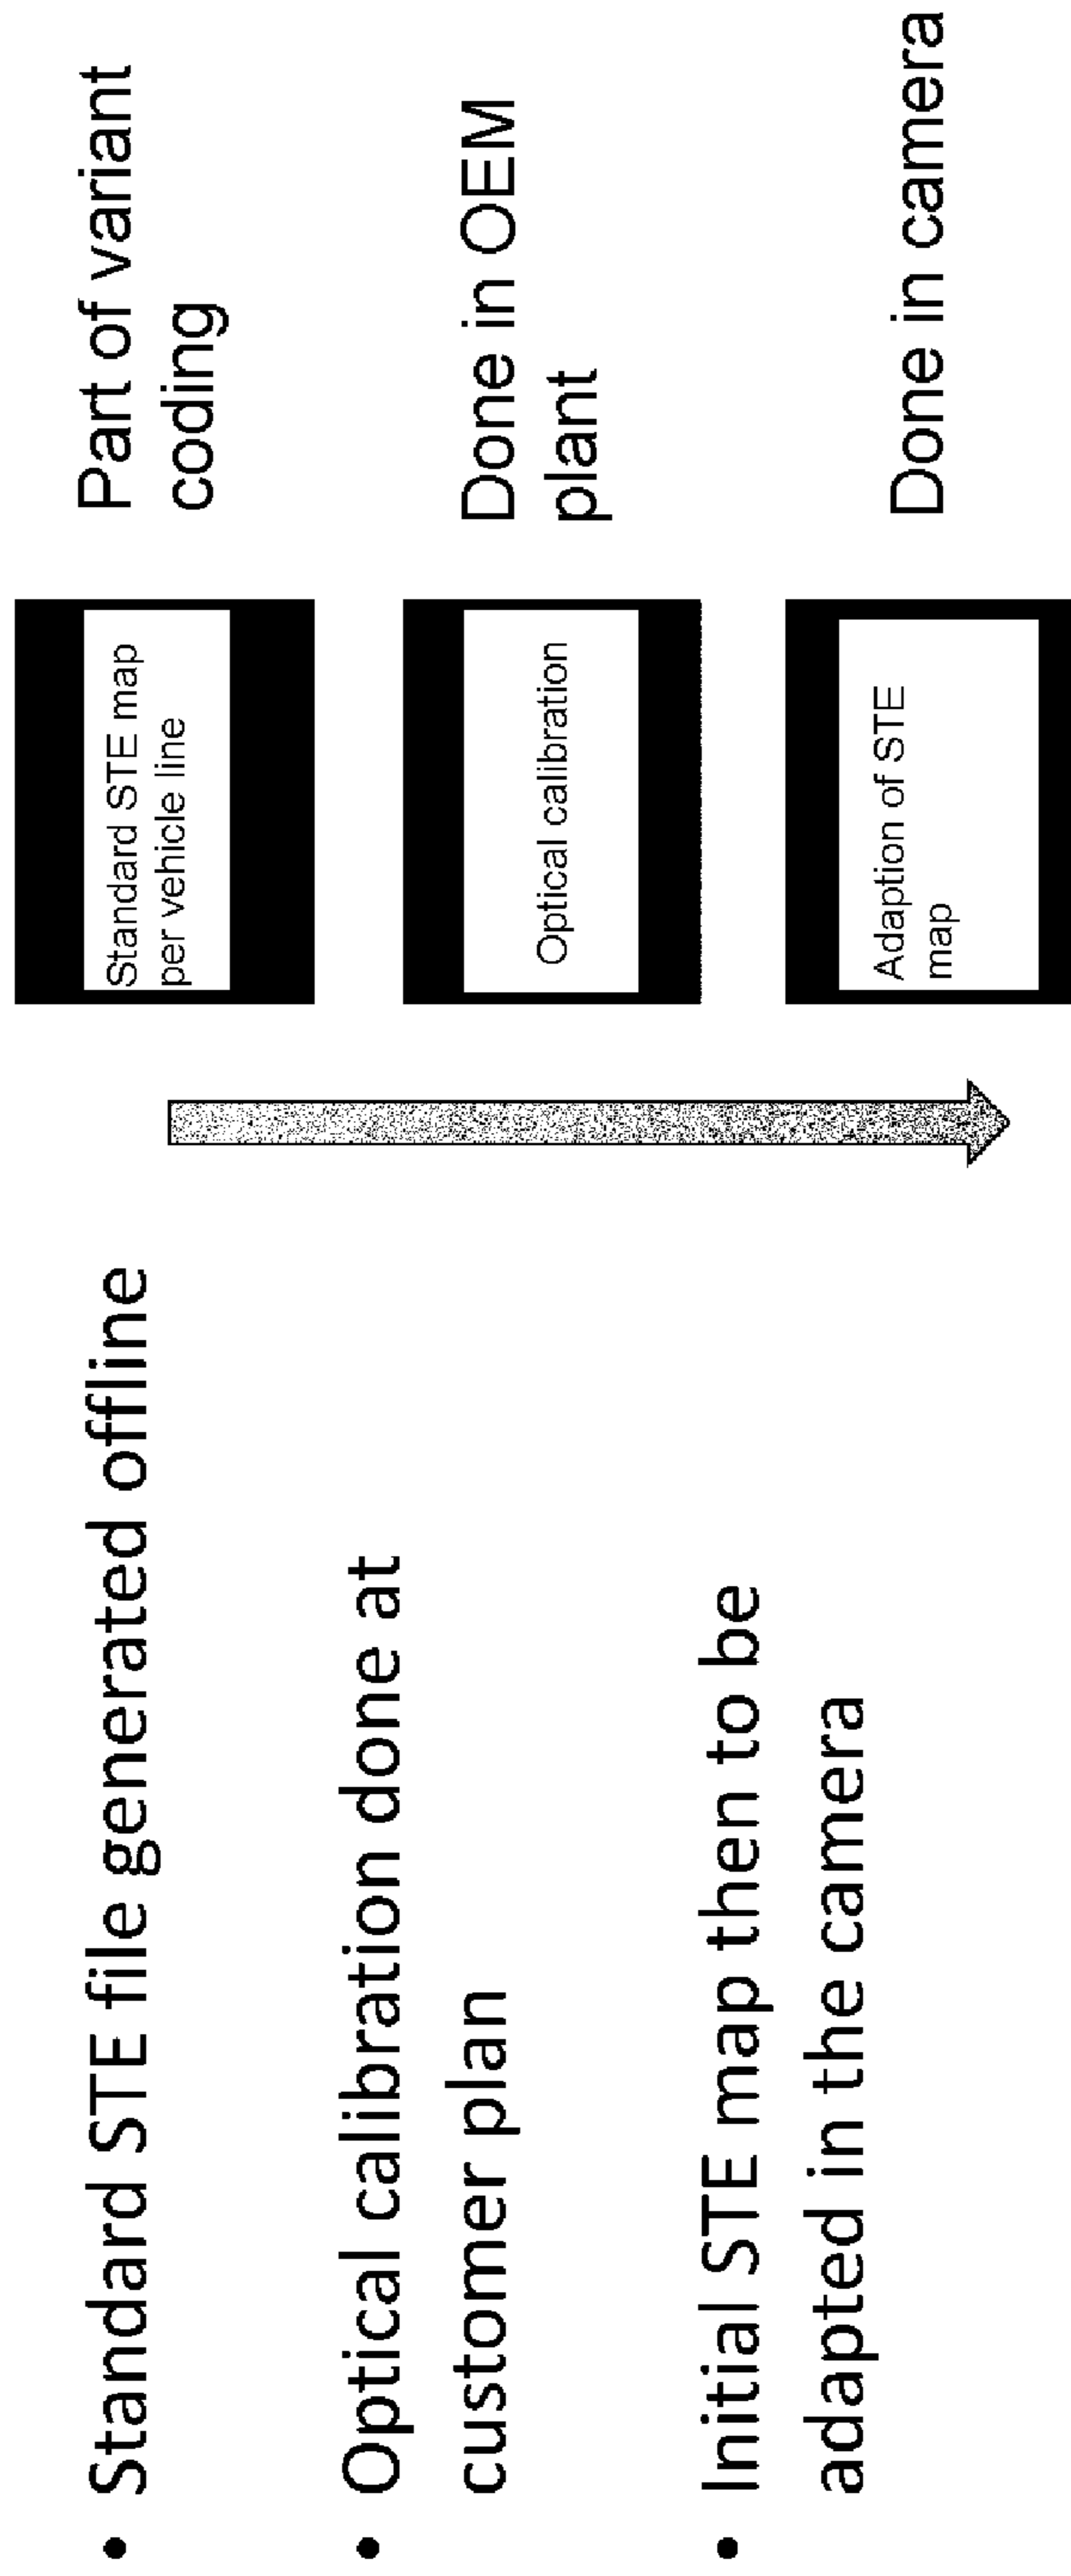 • Standard STE file generated offline
• Optical calibration done at
customer plan
• Initial STE map then to be
adapted in the camera
Standard STE map
per vehicle line
Part of variant
coding
Optical calibration
Done in OEM
plant
Adaption of STE
map
Done in camera